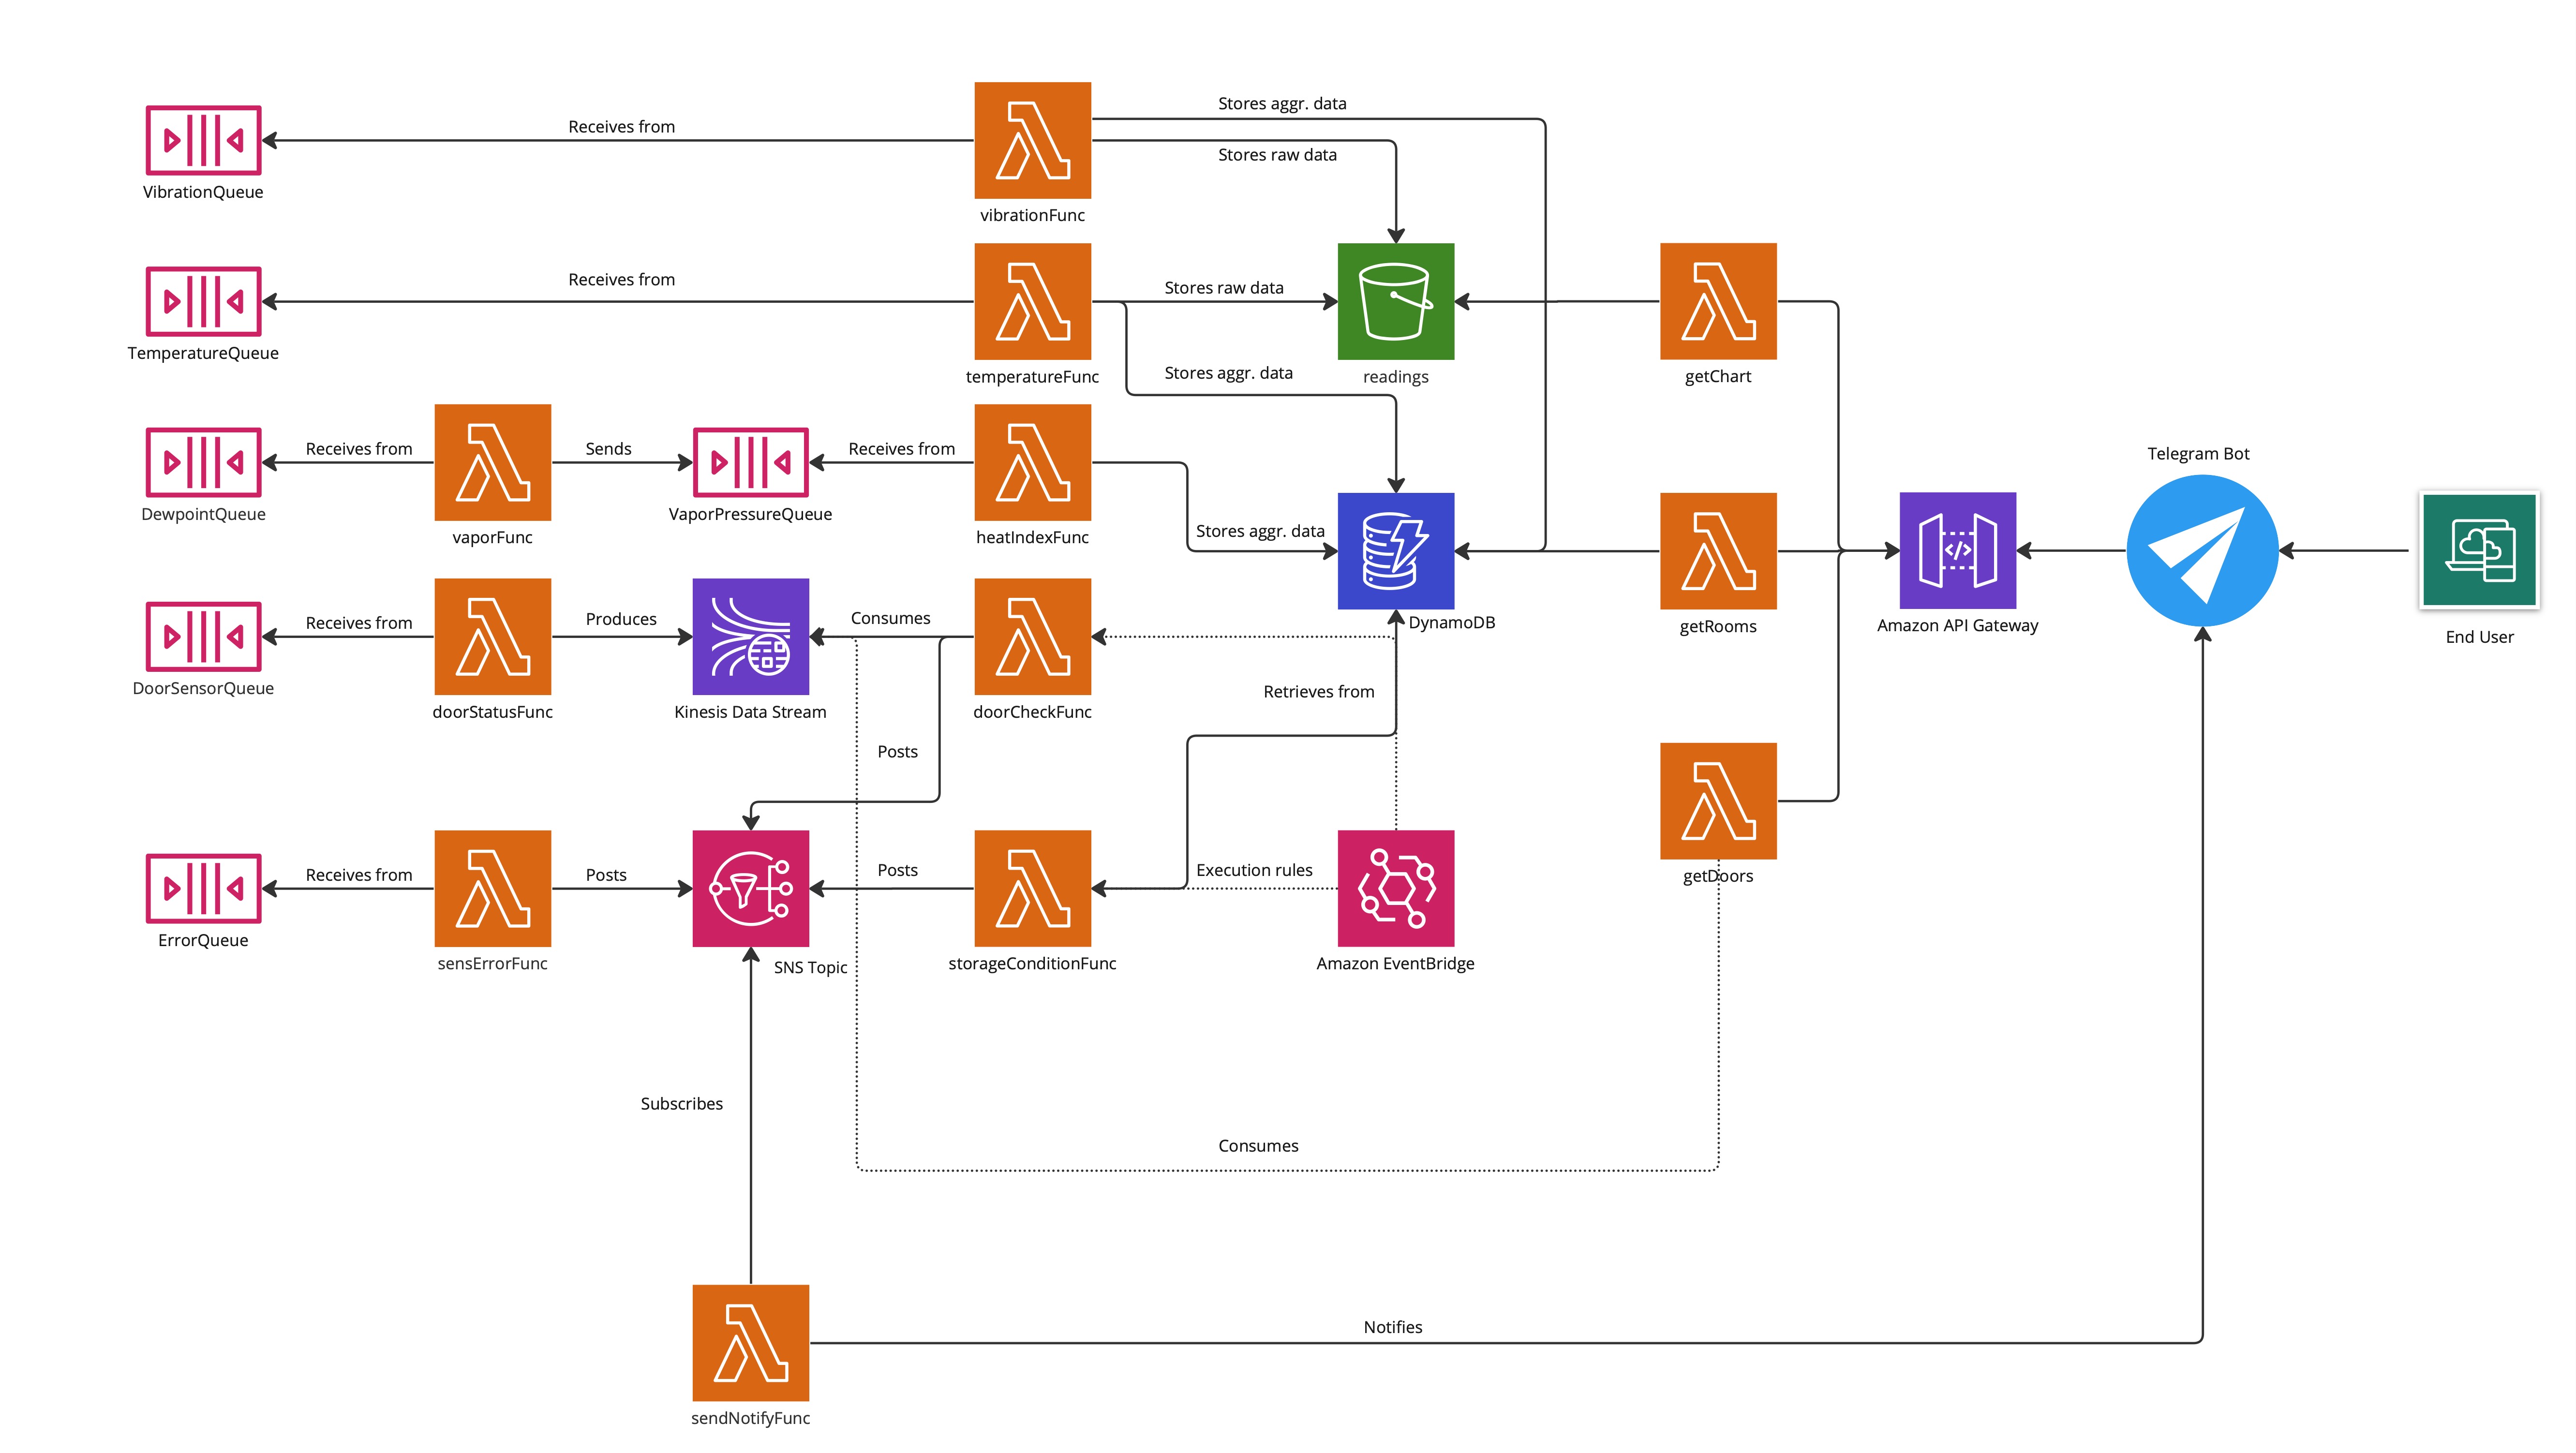 Stores aggr. data
Receives from
Stores raw data
VibrationQueue
vibrationFunc
Receives from
Stores raw data
TemperatureQueue
temperatureFunc
Stores aggr. data
readings
getChart
Receives from
Sends
Receives from
Telegram Bot
DewpointQueue
vaporFunc
VaporPressureQueue
heatIndexFunc
Stores aggr. data
Receives from
Produces
Consumes
DynamoDB
getRooms
Amazon API Gateway
End User
DoorSensorQueue
doorStatusFunc
Kinesis Data Stream
doorCheckFunc
Retrieves from
Posts
Receives from
Posts
Posts
Execution rules
getDoors
ErrorQueue
sensErrorFunc
SNS Topic
storageConditionFunc
Amazon EventBridge
Subscribes
Consumes
Notifies
sendNotifyFunc